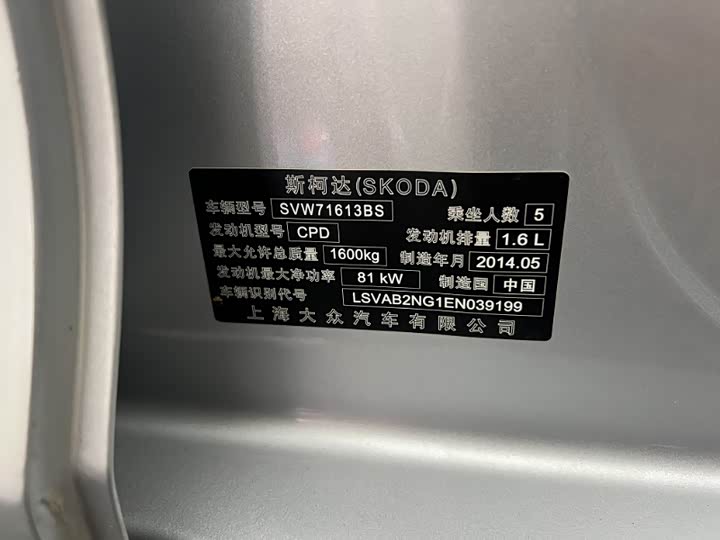 斯柯达(SKODA)
车辆型号 SVW71613BS 乘坐人数 5
发动机型号 CPD 发动机排量 1.6 L
最大允许总质量 1600kg 制造年月 2014.05
发动机最大净功率 81 kW 制造国 中国
车辆识别代号 LSVAB2NG1EN039199
上海大众汽车有限公司